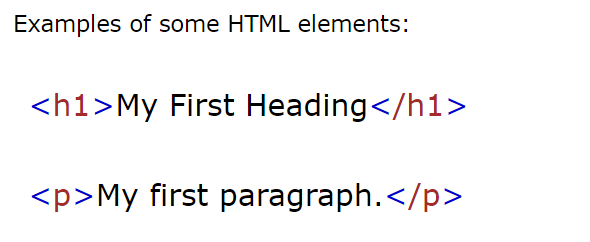 Examples of some HTML elements:
<h1>My First Heading</h1>
<p>My first paragraph.</p>